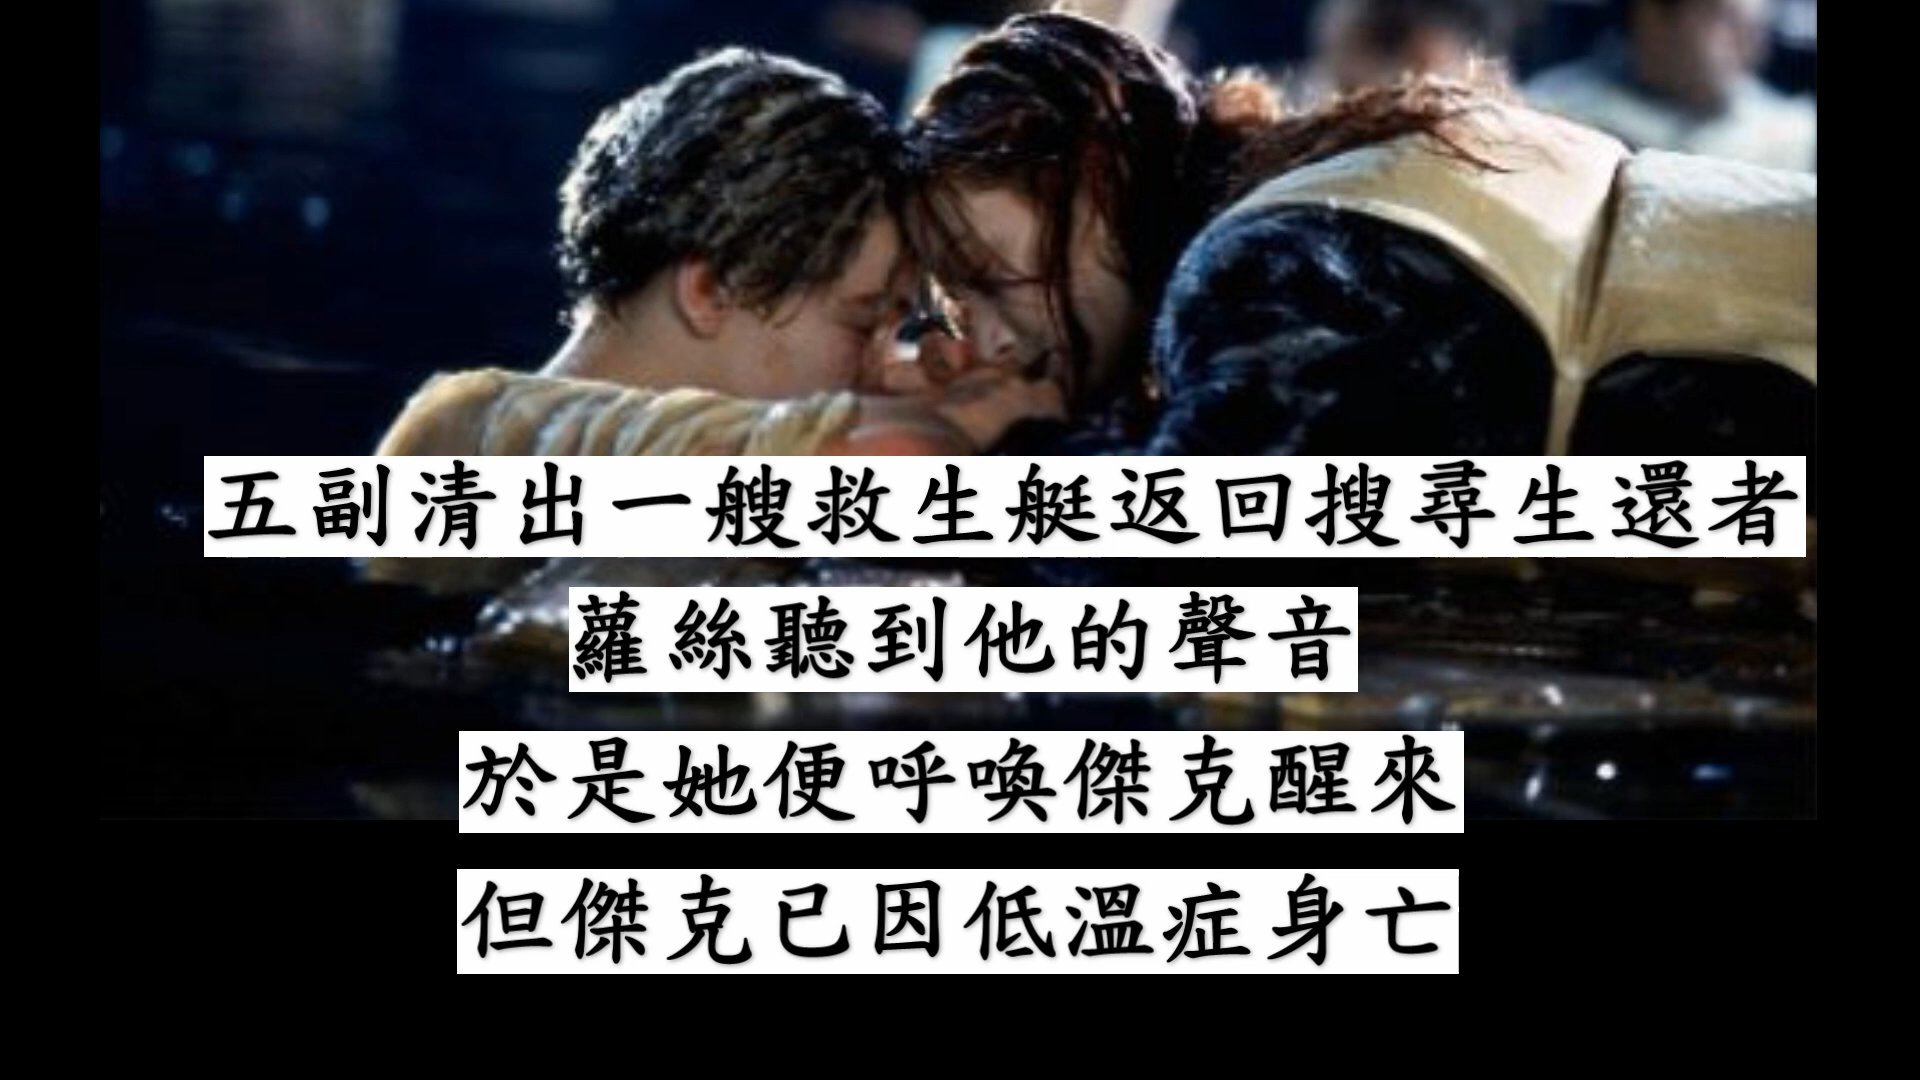 五副清出一艘救生艇返回搜尋生還者
蘿絲聽到他的聲音
於是她便呼喚傑克醒來
但傑克已因低溫症身亡